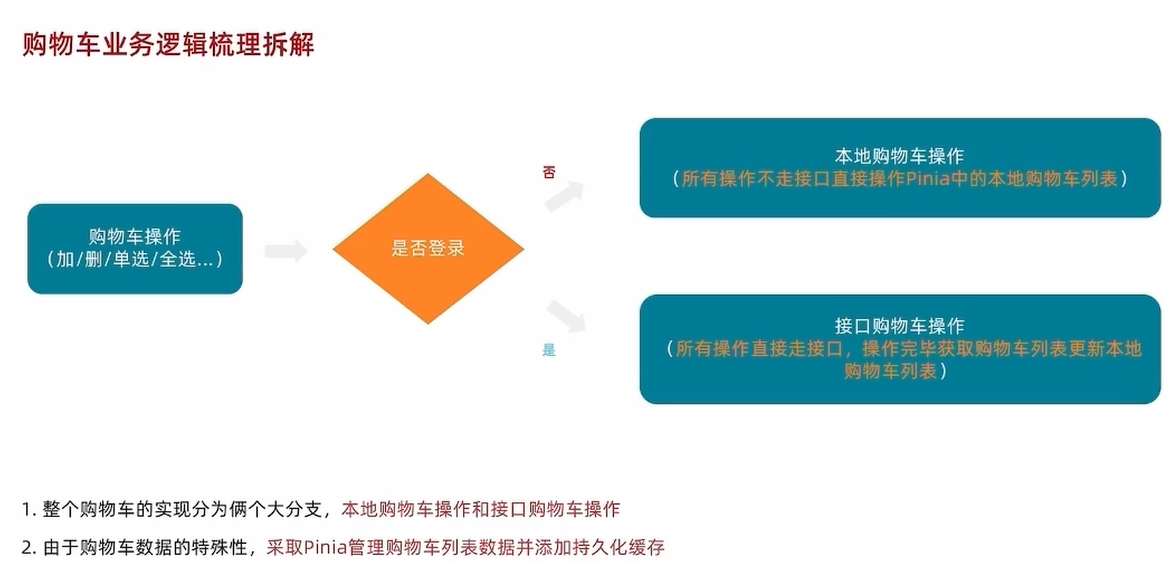 购物车业务逻辑梳理拆解
购物车操作
（加/删/单选/全选...）
是否登录
否
本地购物车操作
（所有操作不走接口直接操作Pinia中的本地购物车列表）
是
接口购物车操作
（所有操作直接走接口，操作完毕获取购物车列表更新本地
购物车列表）
1. 整个购物车的实现分为俩个大分支，本地购物车操作和接口购物车操作
2. 由于购物车数据的特殊性，采取Pinia管理购物车列表数据并添加持久化缓存